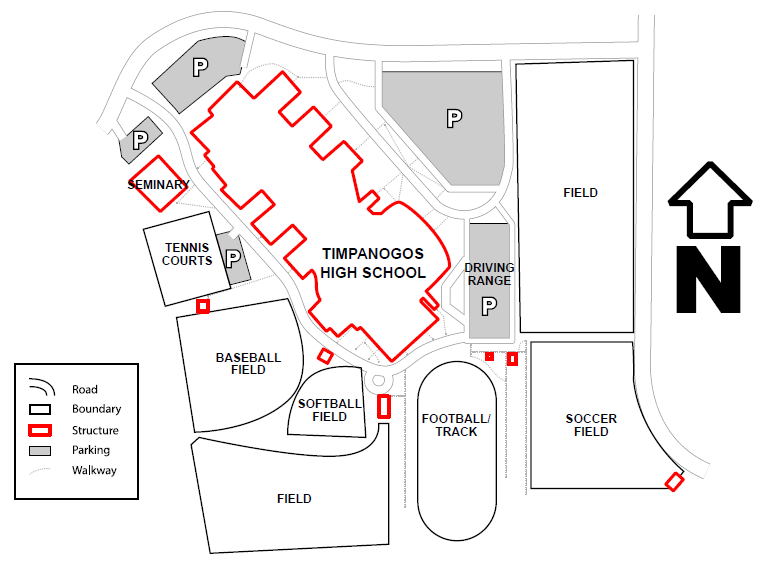 P
P
P
SEMINARY
FIELD
TENNIS
COURTS
P
TIMPANOGOS
HIGH SCHOOL
DRIVING
RANGE
P
N
BASEBALL
FIELD
SOFTBALL
FIELD
FOOTBALL/
TRACK
SOCCER
FIELD
FIELD
Road
Boundary
Structure
Parking
Walkway